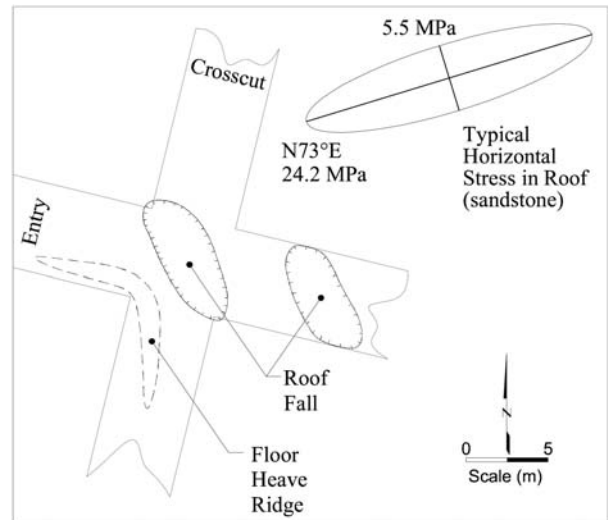 5.5 MPa
Crosscut
N73°E
24.2 MPa
Typical
Horizontal
Stress in Roof
(sandstone)
Entry
Roof
Fall
Floor
Heave
Ridge
N
0 5
Scale (m)